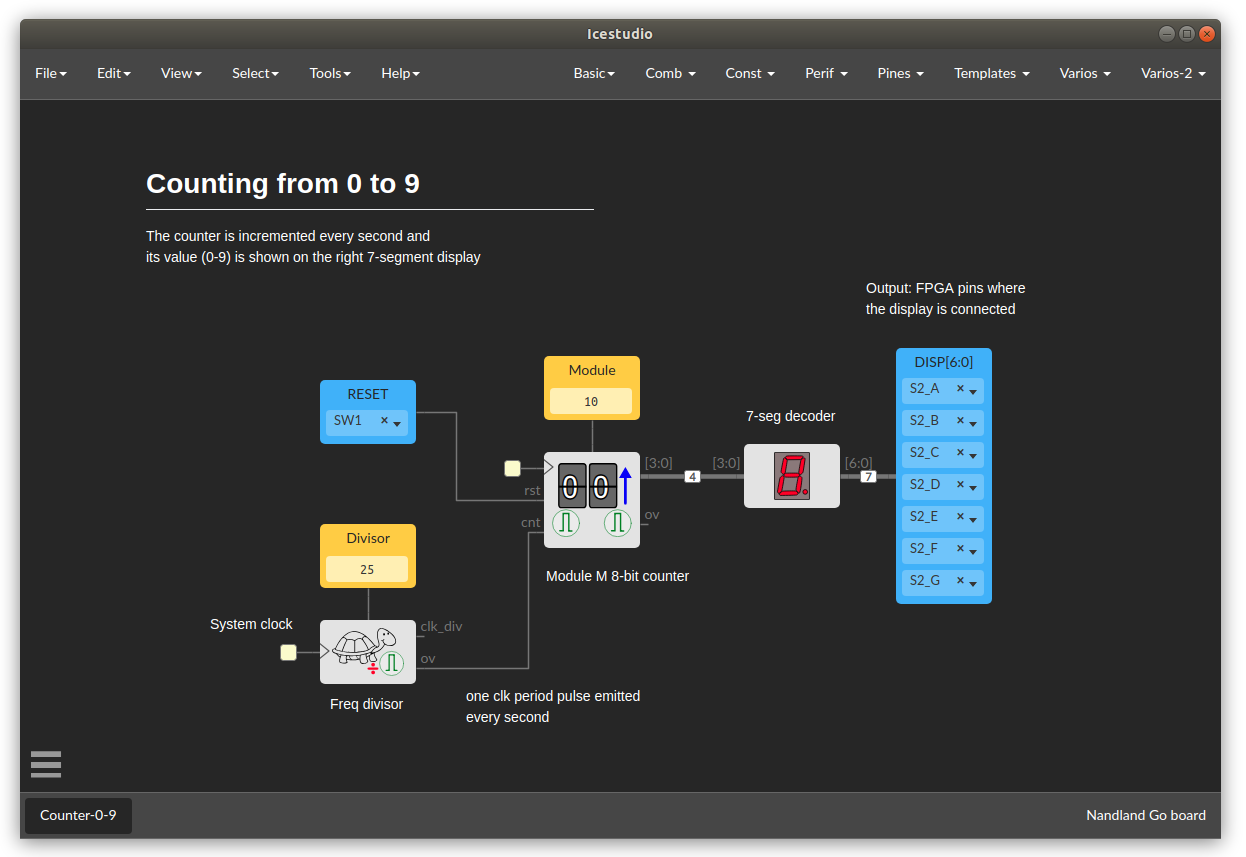 Icestudio
File Edit View Select Tools Help Basic Comb Const Perif Pines Templates Varios Varios-2
Counting from 0 to 9
The counter is incremented every second and
its value (0-9) is shown on the right 7-segment display
Output: FPGA pins where
the display is connected
RESET
SW1 ×
Module
10
7-seg decoder
DISP[6:0]
S2_A ×
S2_B ×
S2_C ×
S2_D ×
S2_E ×
S2_F ×
S2_G ×
rst
cnt
0 0
[3:0]
4
[3:0]
8.
[6:0]
7
ov
Module M 8-bit counter
Divisor
25
System clock
clk_div
ov
÷
Freq divisor
one clk period pulse emitted
every second
Counter-0-9
Nandland Go board